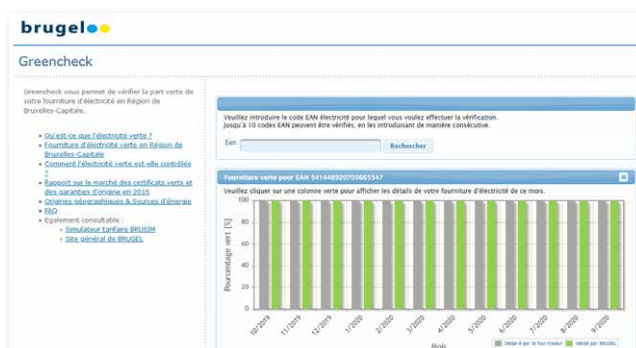 brugel
Greencheck
Greencheck vous permet de vérifier la part verte de
votre fourniture d'électricité en Région de
Bruxelles-Capitale.
Qu'est-ce que l'électricité verte ?
Fourniture d'électricité verte en Région de
Bruxelles-Capitale
Comment l'électricité verte est-elle contrôlée
?
Rapport sur le marché des certificats verts et
des garanties d'origine en 2016
Origines géographiques & Sources d'énergie
FAQ
Egalement consultable :
Simulateur tarifaire BRUSIM
Site général de BRUGEL
Veuillez introduire le code EAN électricité pour lequel vous voulez effectuer la vérification.
Jusqu'à 10 codes EAN peuvent être vérifiés, en les introduisant de manière consécutive.
Ean
Rechercher
Fourniture verte pour EAN 541448920703665347
Veuillez cliquer sur une colonne verte pour afficher les détails de votre fourniture d'électricité de ce mois.
Pourcentage vert [%]
100
80
60
40
20
0
10/2019 11/2019 12/2019 1/2020 2/2020 3/2020 4/2020 5/2020 6/2020 7/2020 8/2020 9/2020
Mois
Déclaré par le fournisseur Validé par BRUGEL